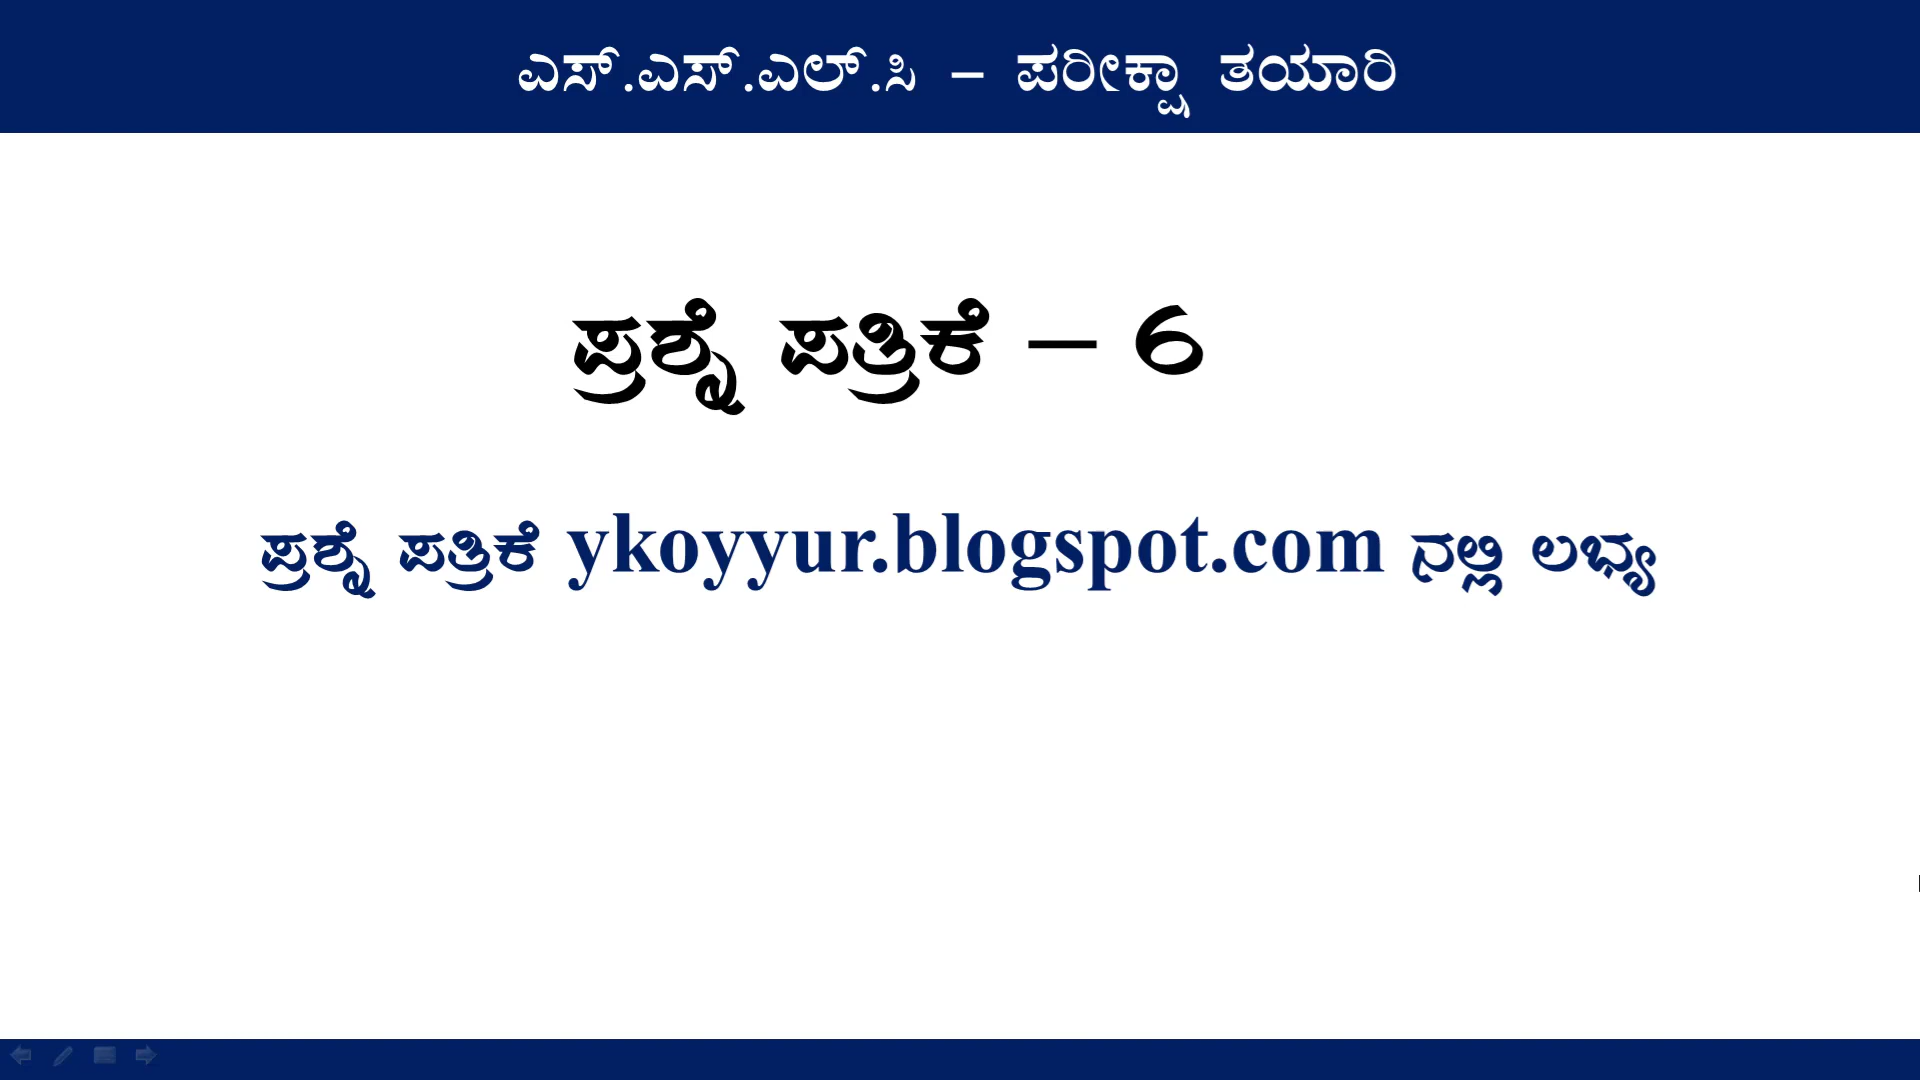 ಎಸ್.ಎಸ್.ಎಲ್.ಸಿ – ಪರೀಕ್ಷಾ ತಯಾರಿ
ಪ್ರಶ್ನೆ ಪತ್ರಿಕೆ – 6
ಪ್ರಶ್ನೆ ಪತ್ರಿಕೆ ykoyyur.blogspot.com ನಲ್ಲಿ ಲಭ್ಯ